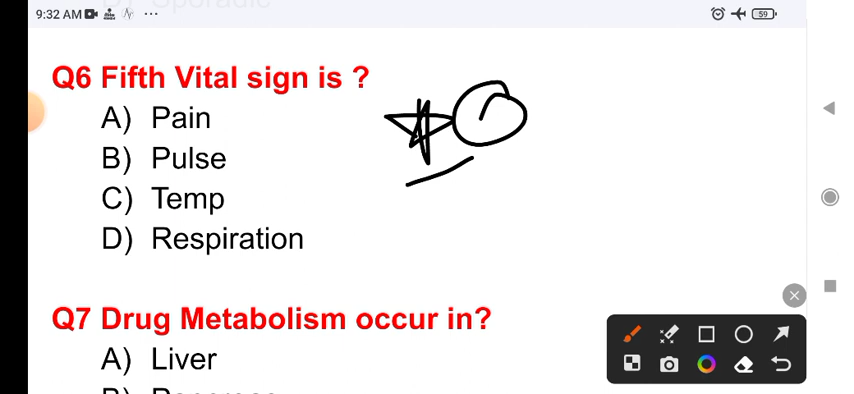 9:32 AM
59
Q6 Fifth Vital sign is ?
A) Pain
B) Pulse
C) Temp
D) Respiration
Q7 Drug Metabolism occur in?
A) Liver